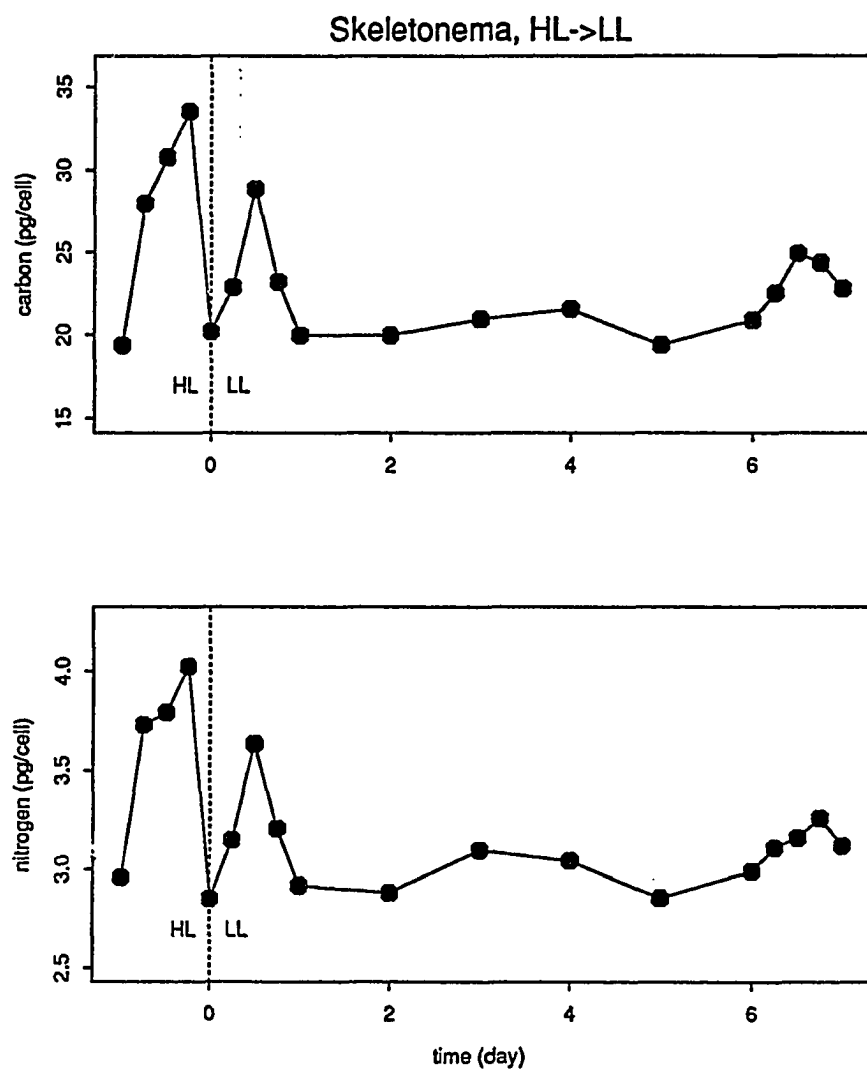 Skeletonema, HL->LL
carbon (pg/cell)
35
30
25
20
15
HL LL
0 2 4 6
nitrogen (pg/cell)
4.0
3.5
3.0
2.5
HL LL
0 2 4 6
time (day)